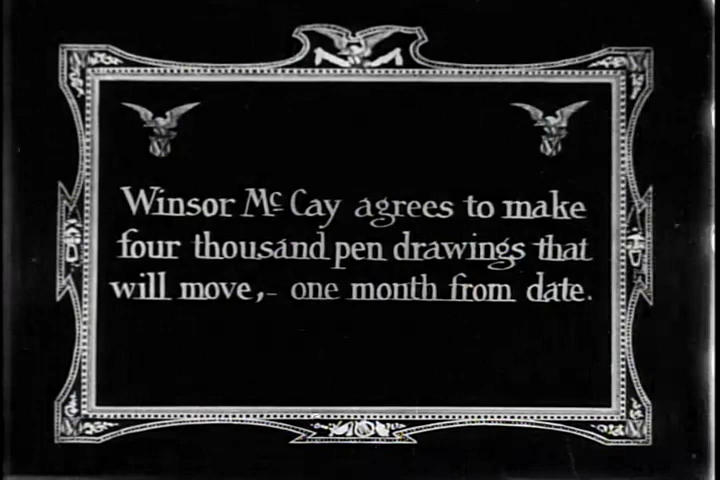 Winsor McCay agrees to make
four thousand pen drawings that
will move,- one month from date.